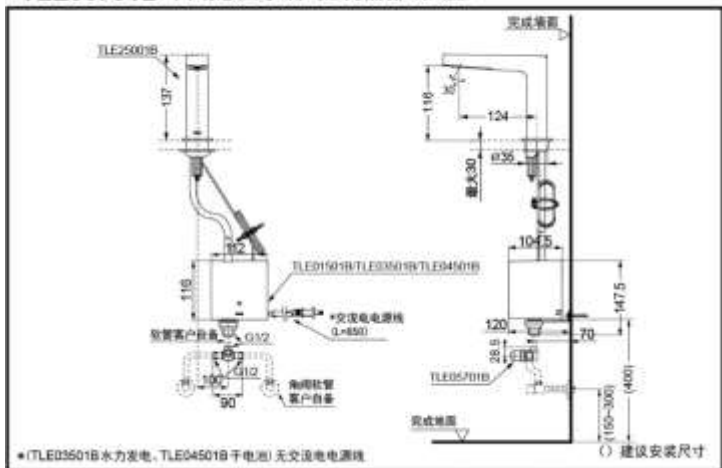 完成墙面
TLE25001B
137
116
124
Ø35
最大30
112
104.5
TLE01501B/TLE03501B/TLE04501B
116
147.5
*交流电电源线
(L=850)
软管客户自备
G1/2
120
70
28.5
G1/2
TLE05701B
100
角阀软管
客户自备
90
(400)
(150~300)
完成地面
*(TLE03501B水力发电、TLE04501B干电池)无交流电电源线
() 建议安装尺寸